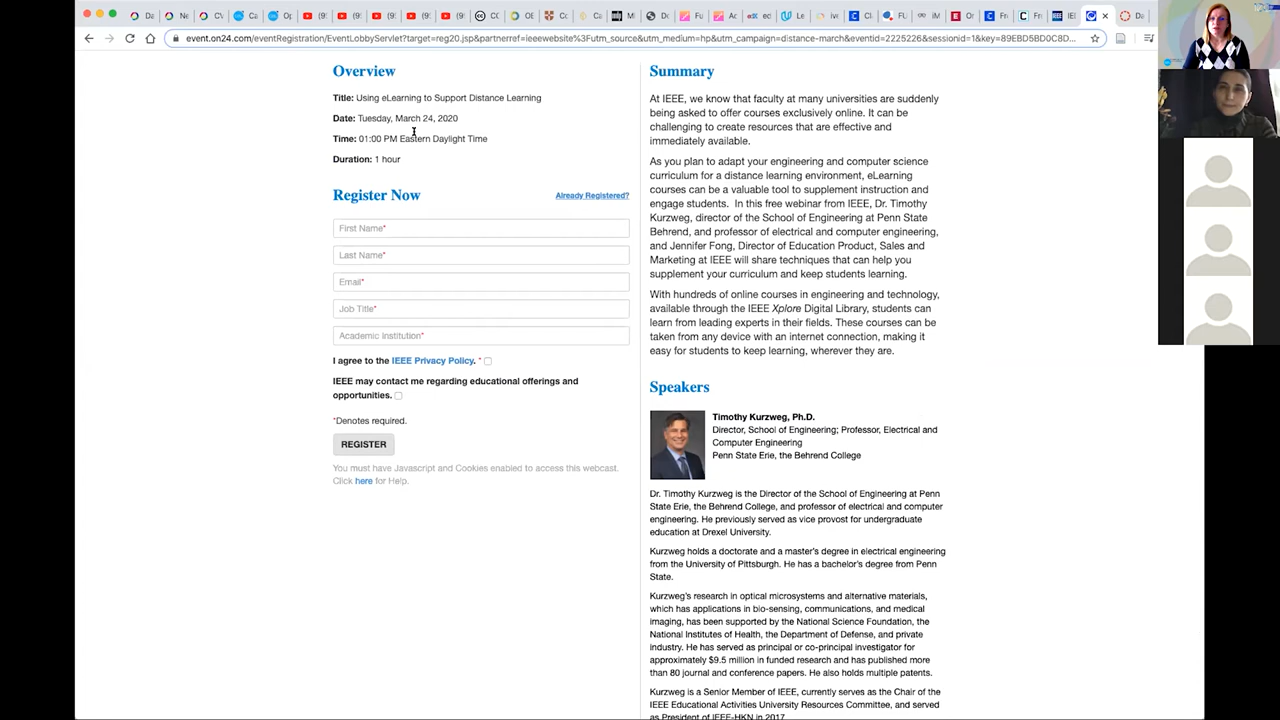 event.on24.com/eventRegistration/EventLobbyServlet?target=reg20.jsp&partnerref=ieeewebsite%3Futm_source&utm_medium=hp&utm_campaign=distance-march&eventid=2225226&sessionid=1&key=89EBD5BD0C8D...
Overview
Title: Using eLearning to Support Distance Learning
Date: Tuesday, March 24, 2020
Time: 01:00 PM Eastern Daylight Time
Duration: 1 hour
Register Now
Already Registered?
First Name*
Last Name*
Email*
Job Title*
Academic Institution*
I agree to the IEEE Privacy Policy. *
IEEE may contact me regarding educational offerings and
opportunities.
*Denotes required.
REGISTER
You must have Javascript and Cookies enabled to access this webcast.
Click here for Help.
Summary
At IEEE, we know that faculty at many universities are suddenly
being asked to offer courses exclusively online. It can be
challenging to create resources that are effective and
immediately available.
As you plan to adapt your engineering and computer science
curriculum for a distance learning environment, eLearning
courses can be a valuable tool to supplement instruction and
engage students. In this free webinar from IEEE, Dr. Timothy
Kurzweg, director of the School of Engineering at Penn State
Behrend, and professor of electrical and computer engineering,
and Jennifer Fong, Director of Education Product, Sales and
Marketing at IEEE will share techniques that can help you
supplement your curriculum and keep students learning.
With hundreds of online courses in engineering and technology,
available through the IEEE Xplore Digital Library, students can
learn from leading experts in their fields. These courses can be
taken from any device with an internet connection, making it
easy for students to keep learning, wherever they are.
Speakers
Timothy Kurzweg, Ph.D.
Director, School of Engineering; Professor, Electrical and
Computer Engineering
Penn State Erie, the Behrend College
Dr. Timothy Kurzweg is the Director of the School of Engineering at Penn
State Erie, the Behrend College, and professor of electrical and computer
engineering. He previously served as vice provost for undergraduate
education at Drexel University.
Kurzweg holds a doctorate and a master's degree in electrical engineering
from the University of Pittsburgh. He has a bachelor's degree from Penn
State.
Kurzweg's research in optical microsystems and alternative materials,
which has applications in bio-sensing, communications, and medical
imaging, has been supported by the National Science Foundation, the
National Institutes of Health, the Department of Defense, and private
industry. He has served as principal or co-principal investigator for
approximately $9.5 million in funded research and has published more
than 80 journal and conference papers. He also holds multiple patents.
Kurzweg is a Senior Member of IEEE, currently serves as the Chair of the
IEEE Educational Activities University Resources Committee, and served
as President of IEEE-HKN in 2017.